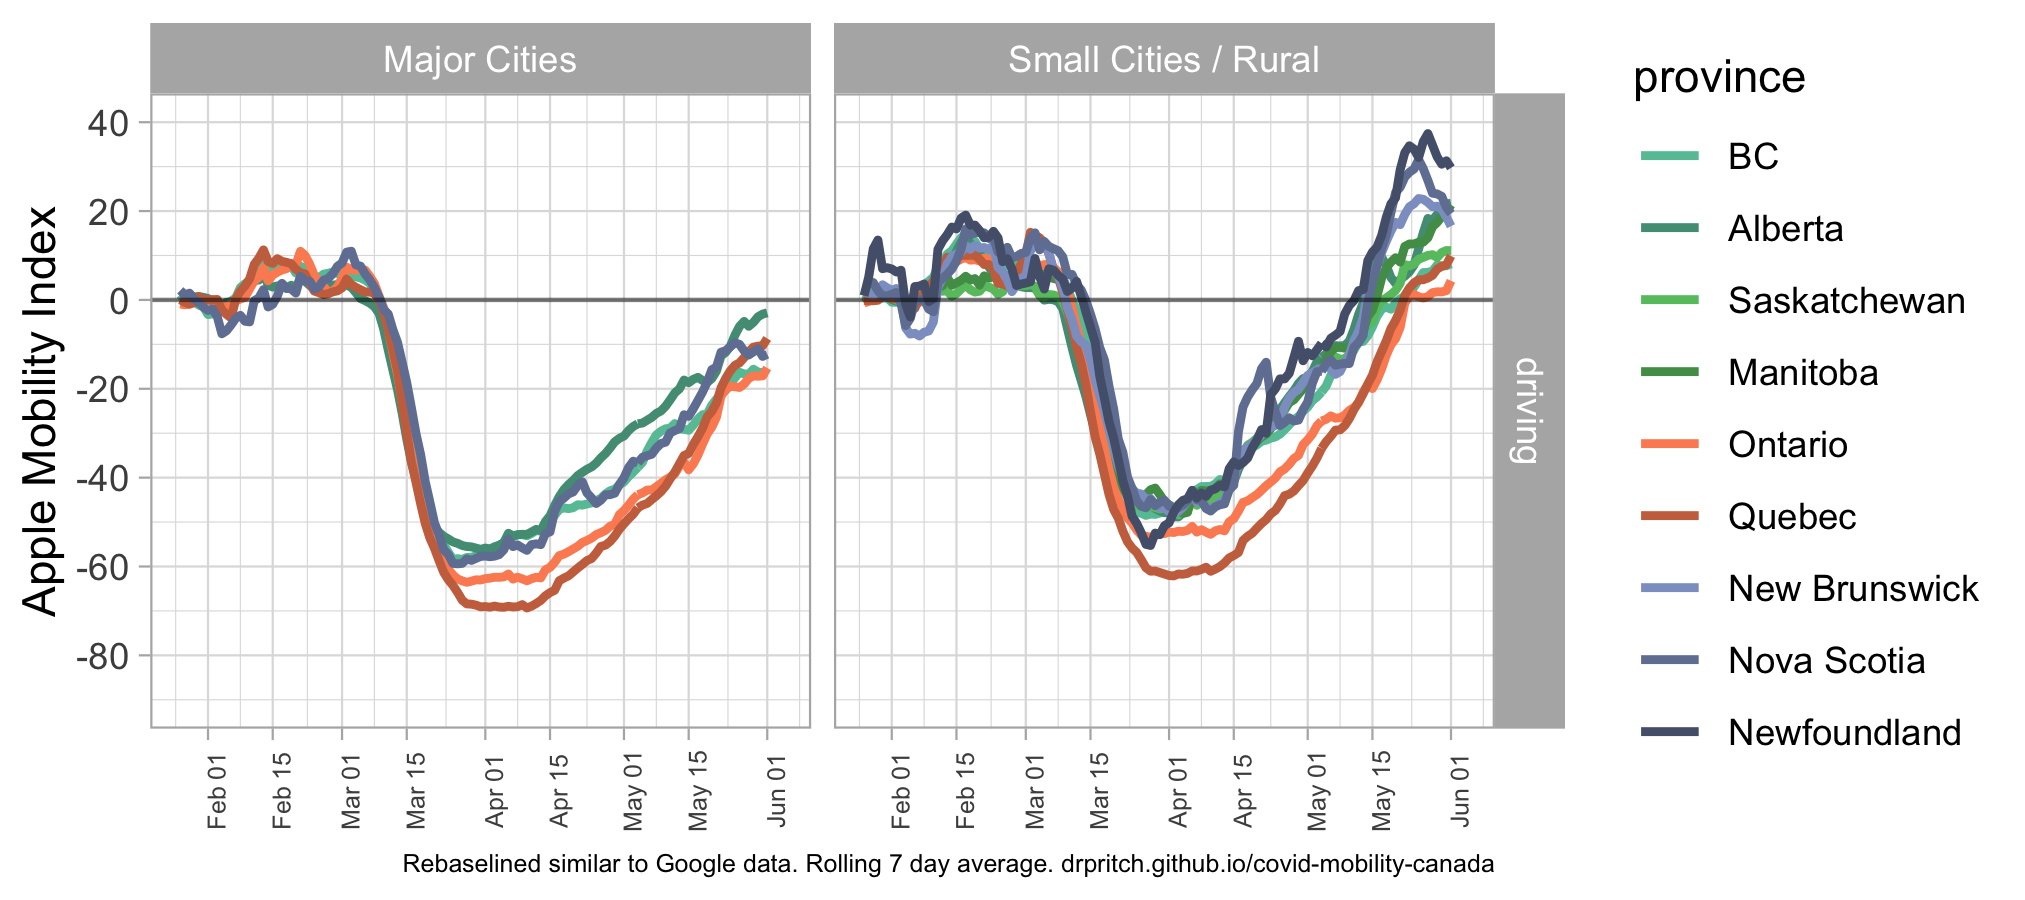 Major Cities
Small Cities / Rural
province
40
20
0
-20
-40
-60
-80
Apple Mobility Index
driving
BC
Alberta
Saskatchewan
Manitoba
Ontario
Quebec
New Brunswick
Nova Scotia
Newfoundland
Feb 01
Feb 15
Mar 01
Mar 15
Apr 01
Apr 15
May 01
May 15
Jun 01
Feb 01
Feb 15
Mar 01
Mar 15
Apr 01
Apr 15
May 01
May 15
Jun 01
Rebaselined similar to Google data. Rolling 7 day average. drpritch.github.io/covid-mobility-canada